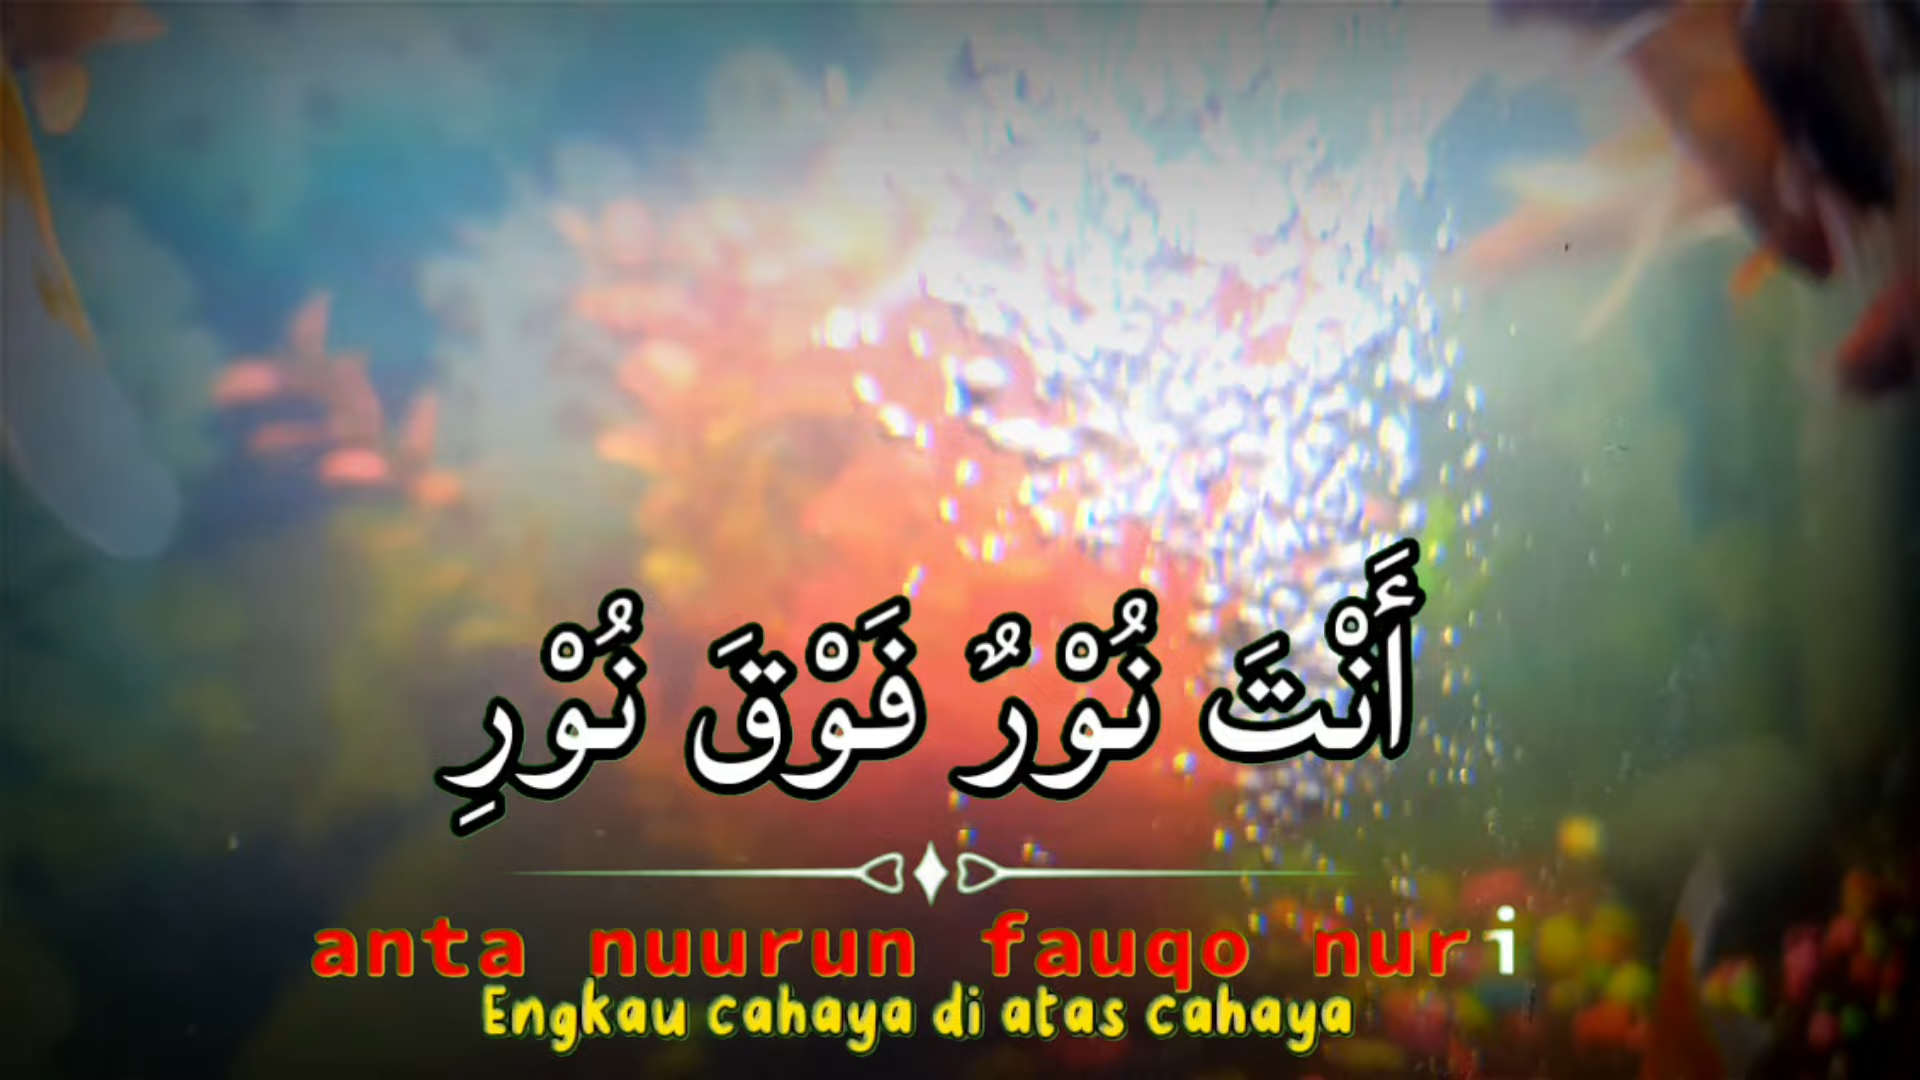 أَنْتَ نُوْرٌ فَوْقَ نُوْرِ
anta nuurun fauqo nuri
Engkau cahaya di atas cahaya